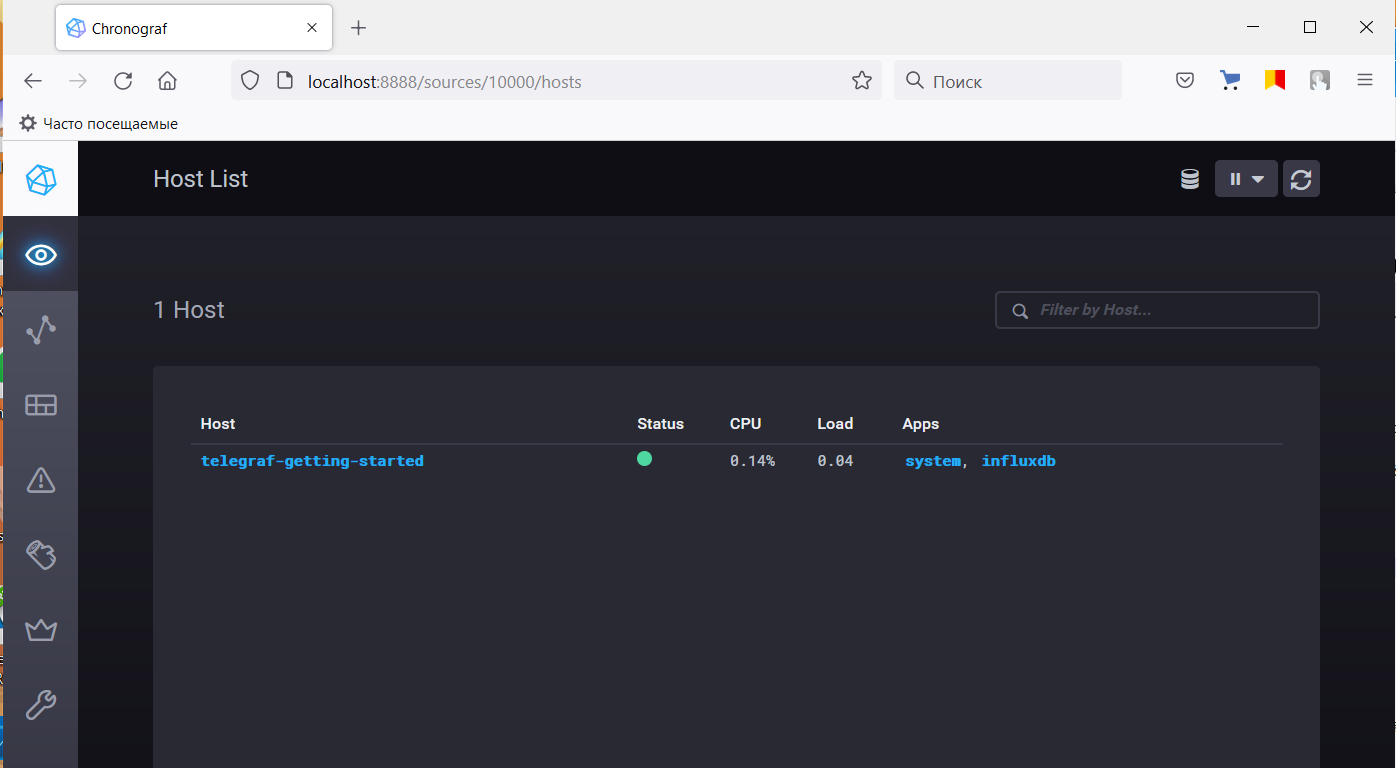 Chronograf
localhost:8888/sources/10000/hosts
Поиск
Часто посещаемые
Host List
1 Host
Filter by Host...
Host Status CPU Load Apps
telegraf-getting-started 0.14% 0.04 system, influxdb